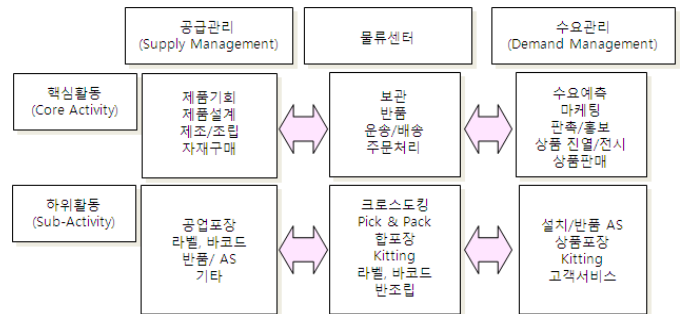 공급관리
(Supply Management)
물류센터
수요관리
(Demand Management)
핵심활동
(Core Activity)
제품기회
제품설계
제조/조립
자재구매
보관
반품
운송/배송
주문처리
수요예측
마케팅
판촉/홍보
상품 진열/전시
상품판매
하위활동
(Sub-Activity)
공업포장
라벨, 바코드
반품/ AS
기타
크로스도킹
Pick & Pack
합포장
Kitting
라벨, 바코드
반조립
설치/반품 AS
상품포장
Kitting
고객서비스